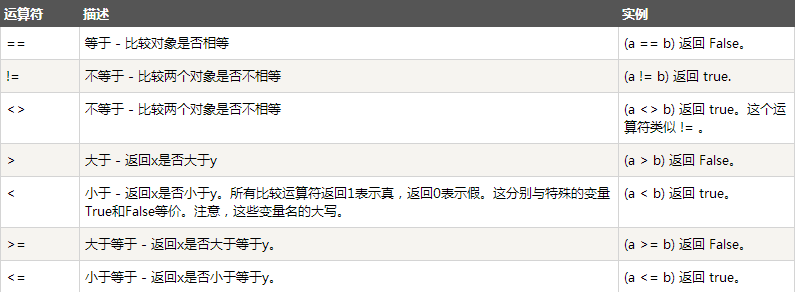 运算符 描述 实例
== 等于 - 比较对象是否相等 (a == b) 返回 False。
!= 不等于 - 比较两个对象是否不相等 (a != b) 返回 true.
<> 不等于 - 比较两个对象是否不相等 (a <> b) 返回 true。这个运
算符类似 != 。
> 大于 - 返回x是否大于y (a > b) 返回 False。
< 小于 - 返回x是否小于y。所有比较运算符返回1表示真，返回0表示假。这分别与特殊的变量 (a < b) 返回 true。
True和False等价。注意，这些变量名的大写。
>= 大于等于 - 返回x是否大于等于y。 (a >= b) 返回 False。
<= 小于等于 - 返回x是否小于等于y。 (a <= b) 返回 true。